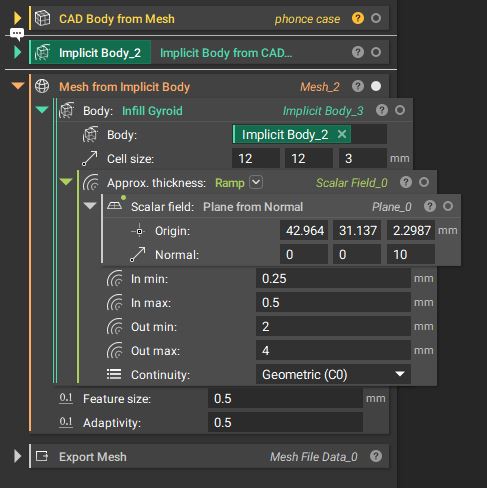 CAD Body from Mesh phonce case ?
Implicit Body_2 Implicit Body from CAD... ?
Mesh from Implicit Body Mesh_2 ?
Body: Infill Gyroid Implicit Body_3 ?
Body: Implicit Body_2 ×
Cell size: 12 12 3 mm
Approx. thickness: Ramp Scalar Field_0 ?
Scalar field: Plane from Normal Plane_0 ?
Origin: 42.964 31.137 2.2987 mm
Normal: 0 0 10
In min: 0.25 mm
In max: 0.5 mm
Out min: 2 mm
Out max: 4 mm
Continuity: Geometric (C0)
0.1 Feature size: 0.5 mm
0.1 Adaptivity: 0.5
Export Mesh Mesh File Data_0 ?